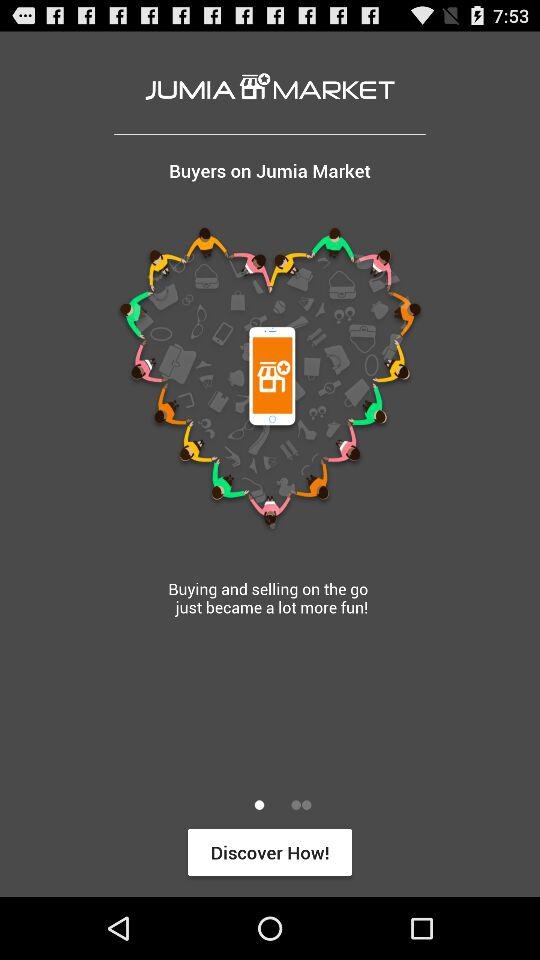 7:53
JUMIA MARKET
Buyers on Jumia Market
Buying and selling on the go
just became a lot more fun!
Discover How!